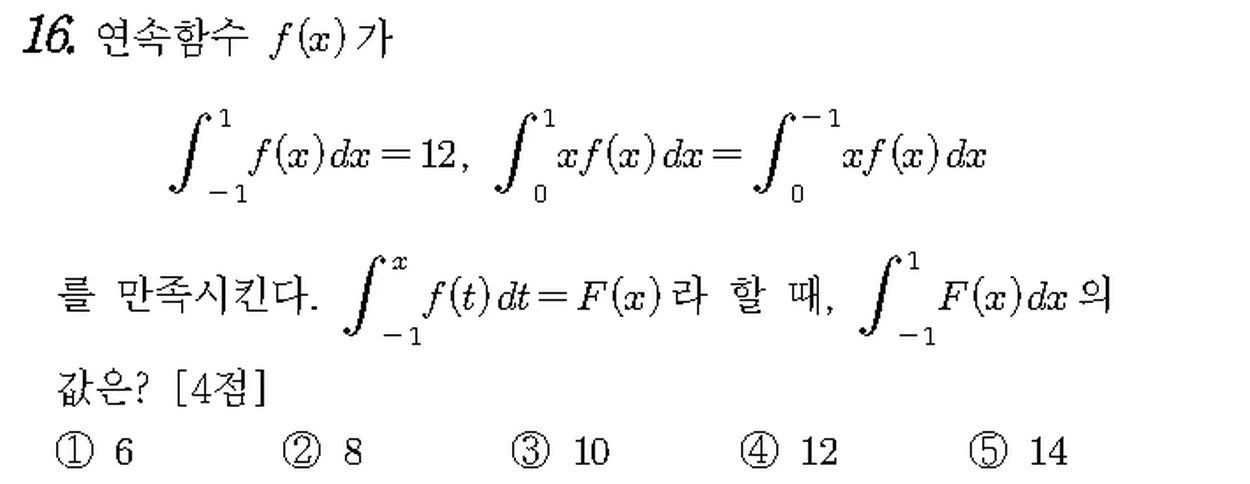 16. 연속함수 f(x)가
∫_{-1}^{1} f(x)dx = 12, ∫_{0}^{1} xf(x)dx = ∫_{0}^{-1} xf(x)dx
를 만족시킨다. ∫_{-1}^{x} f(t)dt = F(x)라 할 때, ∫_{-1}^{1} F(x)dx의
값은? [4점]
① 6 ② 8 ③ 10 ④ 12 ⑤ 14